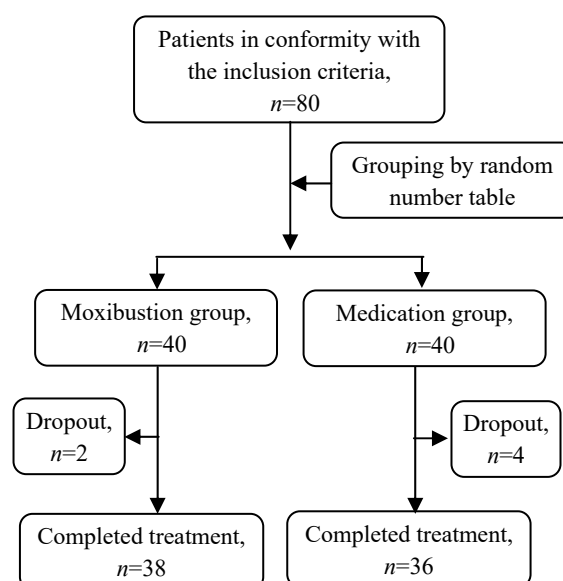 Patients in conformity with
the inclusion criteria,
n=80
Grouping by random
number table
Moxibustion group,
n=40
Medication group,
n=40
Dropout,
n=2
Dropout,
n=4
Completed treatment,
n=38
Completed treatment,
n=36